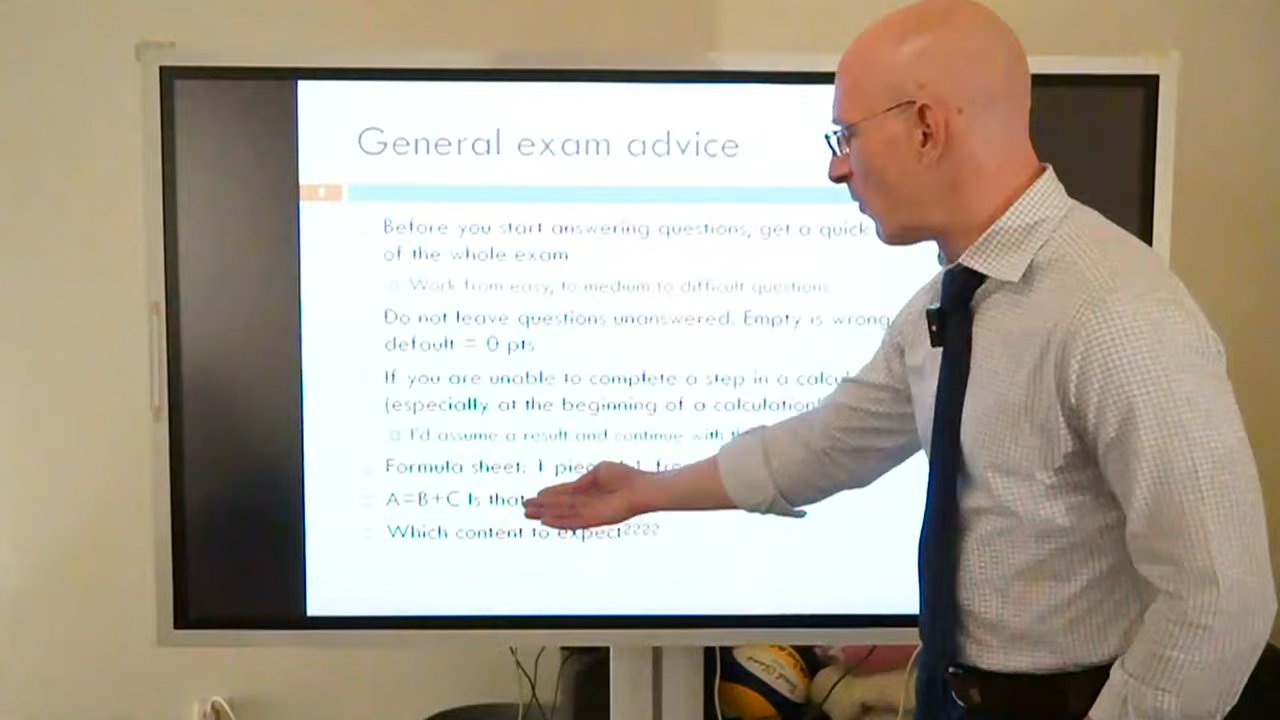 General exam advice
8
Before you start answering questions, get a quick
of the whole exam
Work from easy, to medium to difficult questions
Do not leave questions unanswered. Empty is wrong
default = 0 pts
If you are unable to complete a step in a calcu
(especially at the beginning of a calculation
I'd assume a result and continue with
Formula sheet: 1
A=B+C Is that
Which content to expect????